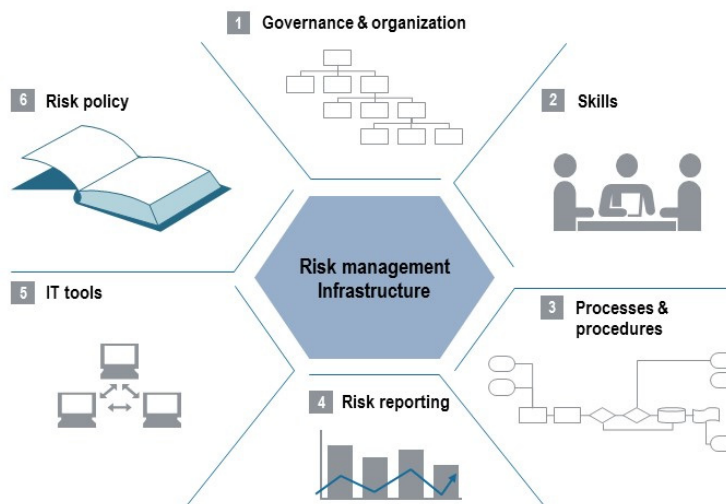 1 Governance & organization
2 Skills
3 Processes &
procedures
4 Risk reporting
5 IT tools
6 Risk policy
Risk management
Infrastructure